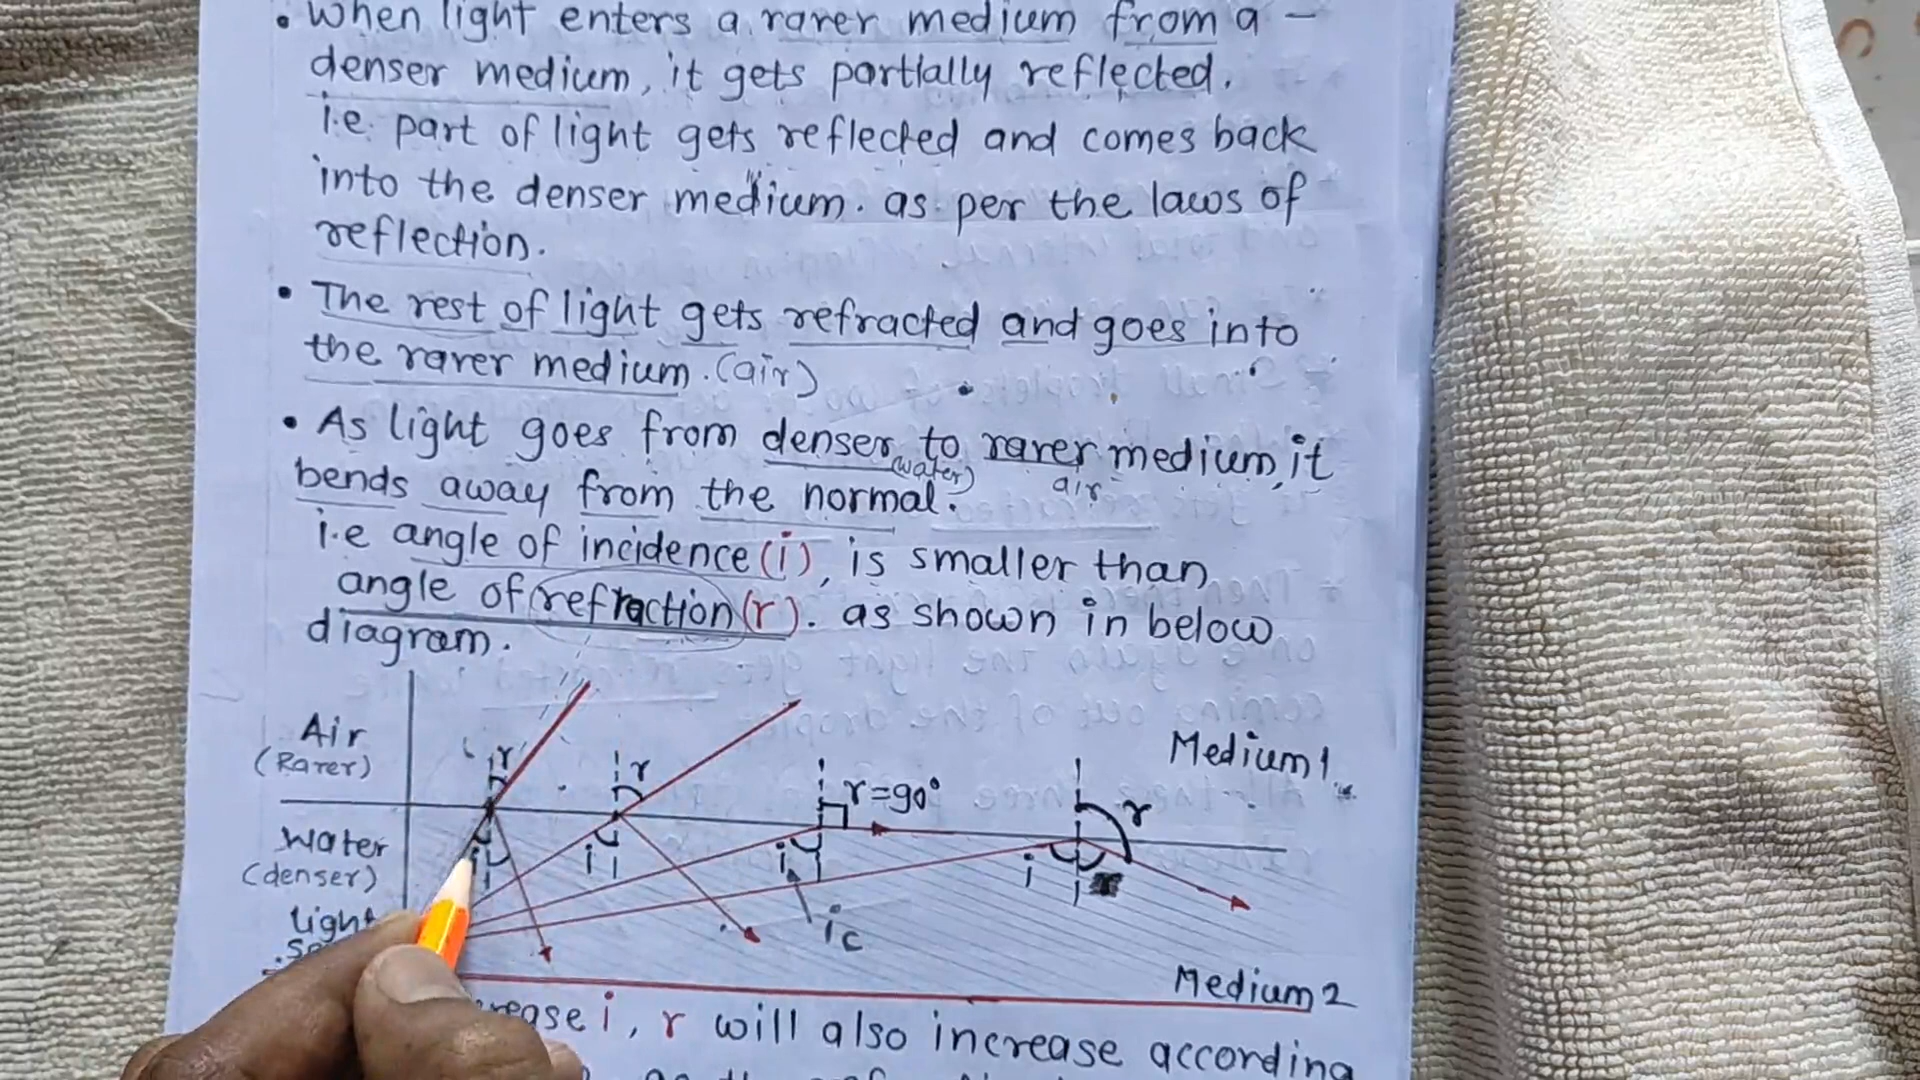 • When light enters a rarer medium from a –
denser medium, it gets partially reflected.
i.e. part of light gets reflected and comes back
into the denser medium. as per the laws of
reflection.
• The rest of light gets refracted and goes into
the rarer medium. (air)
• As light goes from denser to rarer medium, it
(water) air
bends away from the normal.
i.e angle of incidence (i), is smaller than
angle of refraction (r). as shown in below
diagram.
Air
(Rarer)
r
r
r=90°
r
Medium 1
Water
(denser)
i
i
i
i
Light
ic
Medium 2
i, r will also increase according